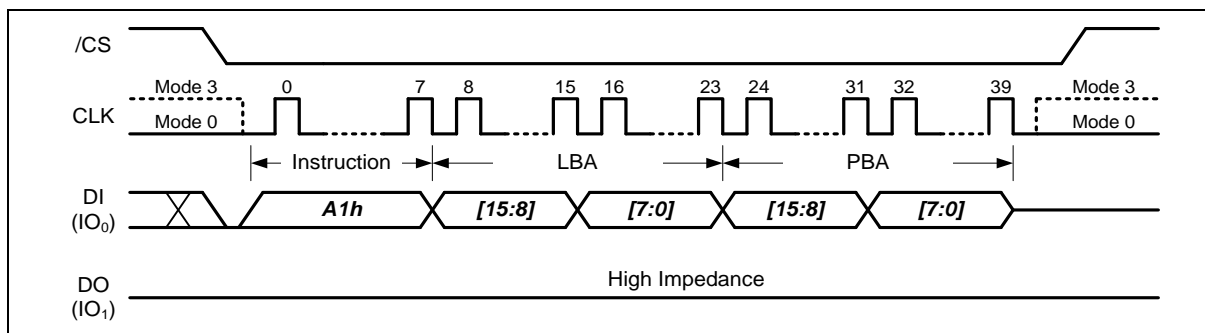 /CS
Mode 3 0 7 8 15 16 23 24 31 32 39 Mode 3
CLK
Mode 0 Mode 0
Instruction LBA PBA
DI
(IO₀)
A1h [15:8] [7:0] [15:8] [7:0]
High Impedance
DO
(IO₁)